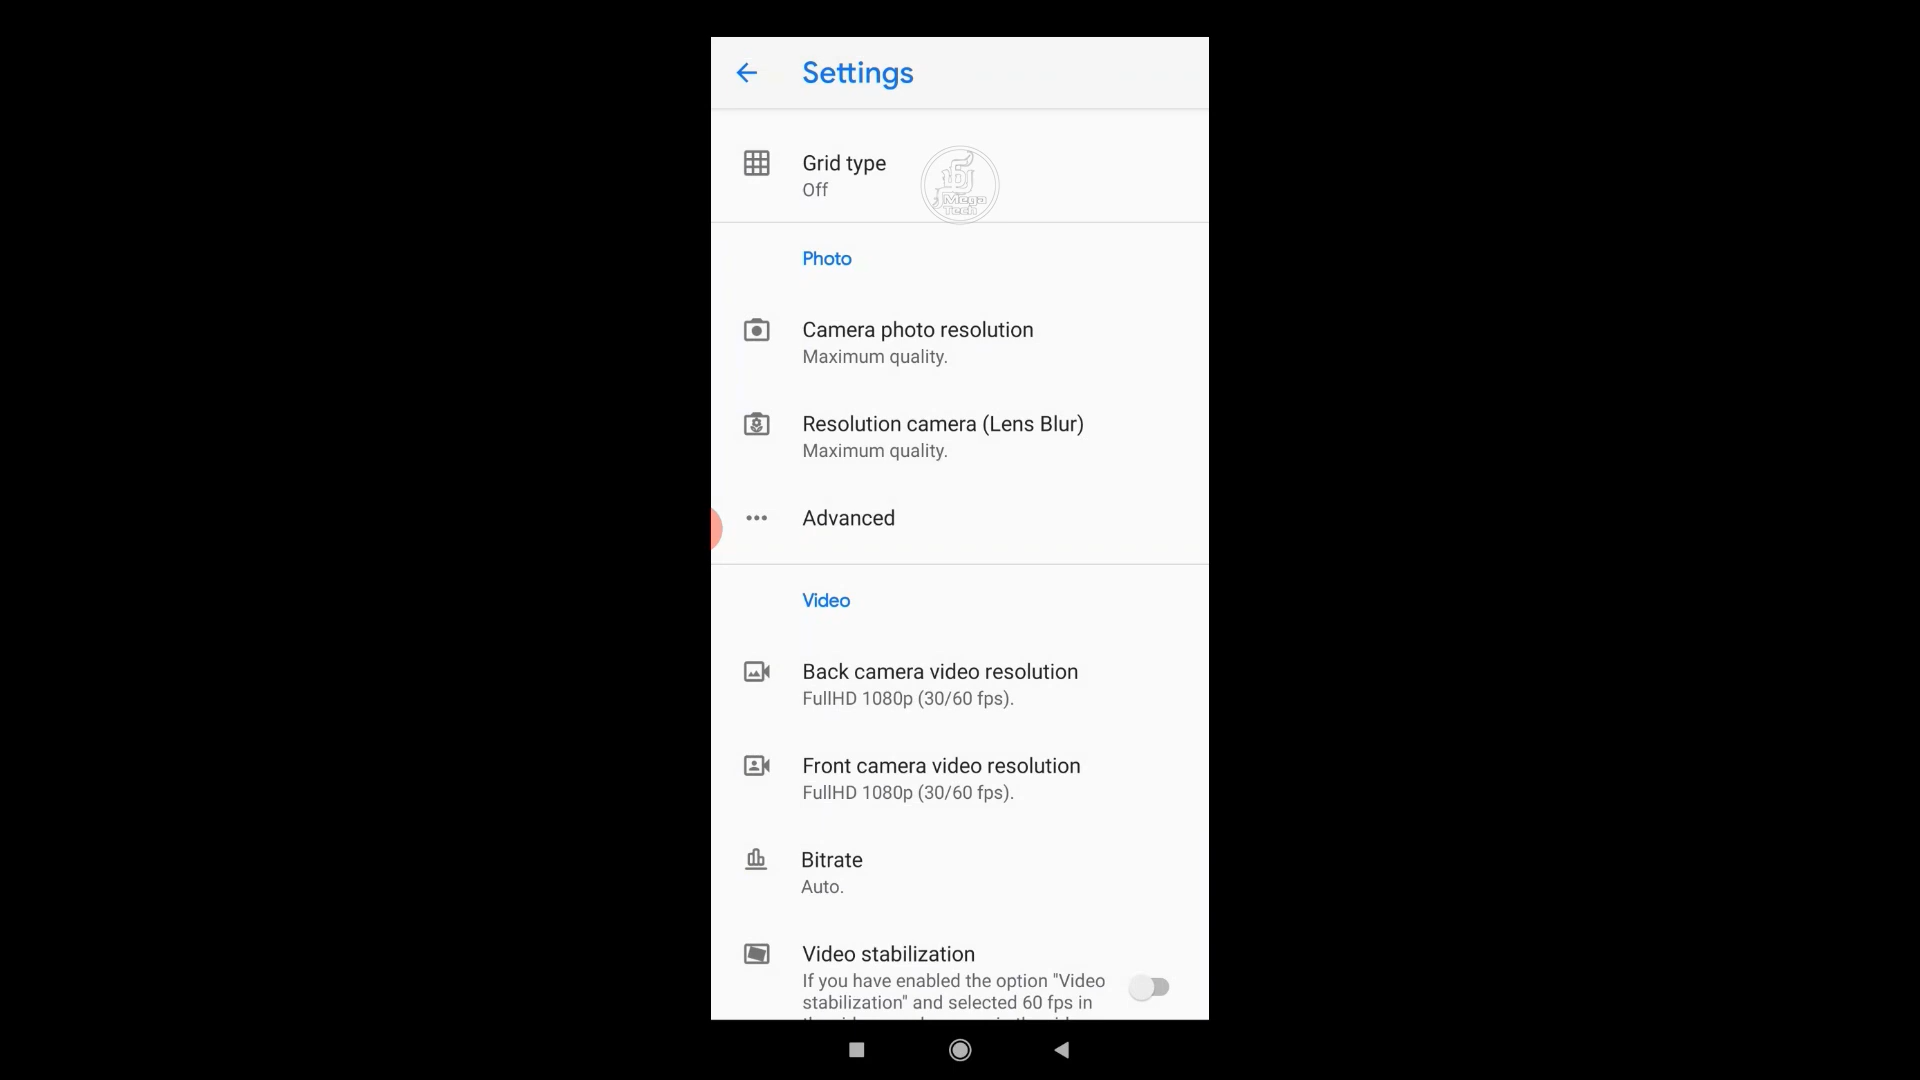 Settings
Grid type
Off
Mega
Tech
Photo
Camera photo resolution
Maximum quality.
Resolution camera (Lens Blur)
Maximum quality.
Advanced
Video
Back camera video resolution
FullHD 1080p (30/60 fps).
Front camera video resolution
FullHD 1080p (30/60 fps).
Bitrate
Auto.
Video stabilization
If you have enabled the option "Video
stabilization" and selected 60 fps in